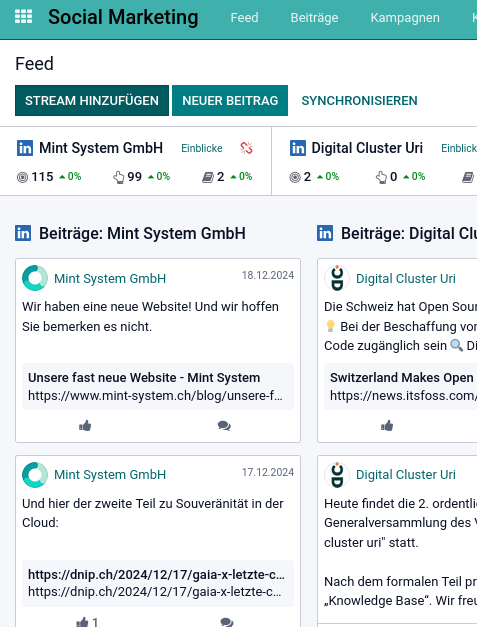 Social Marketing Feed Beiträge Kampagnen
Feed
STREAM HINZUFÜGEN NEUER BEITRAG SYNCHRONISIEREN
Mint System GmbH Einblicke
115 0% 99 0% 2 0%
Digital Cluster Uri Einblicke
2 0% 0 0%
Beiträge: Mint System GmbH
Mint System GmbH 18.12.2024
Wir haben eine neue Website! Und wir hoffen
Sie bemerken es nicht.
Unsere fast neue Website - Mint System
https://www.mint-system.ch/blog/unsere-f...
Mint System GmbH 17.12.2024
Und hier der zweite Teil zu Souveränität in der
Cloud:
https://dnip.ch/2024/12/17/gaia-x-letzte-c...
https://dnip.ch/2024/12/17/gaia-x-letzte-c...
1
Beiträge: Digital Clu
Digital Cluster Uri
Die Schweiz hat Open Sour
💡 Bei der Beschaffung von
Code zugänglich sein 🔍 Di
Switzerland Makes Open
https://news.itsfoss.com/
Digital Cluster Uri
Heute findet die 2. ordentli
Generalversammlung des V
cluster uri" statt.
Nach dem formalen Teil pr
„Knowledge Base“. Wir freu